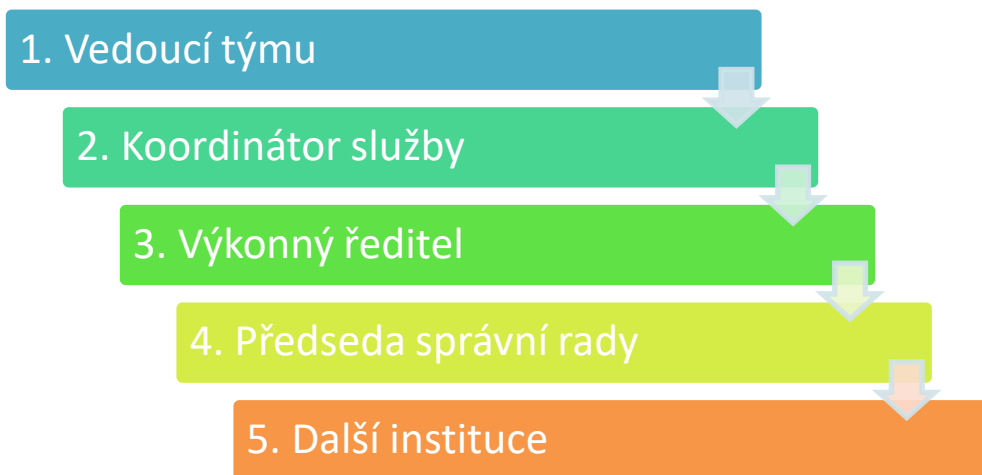 1. Vedoucí týmu
2. Koordinátor služby
3. Výkonný ředitel
4. Předseda správní rady
5. Další instituce